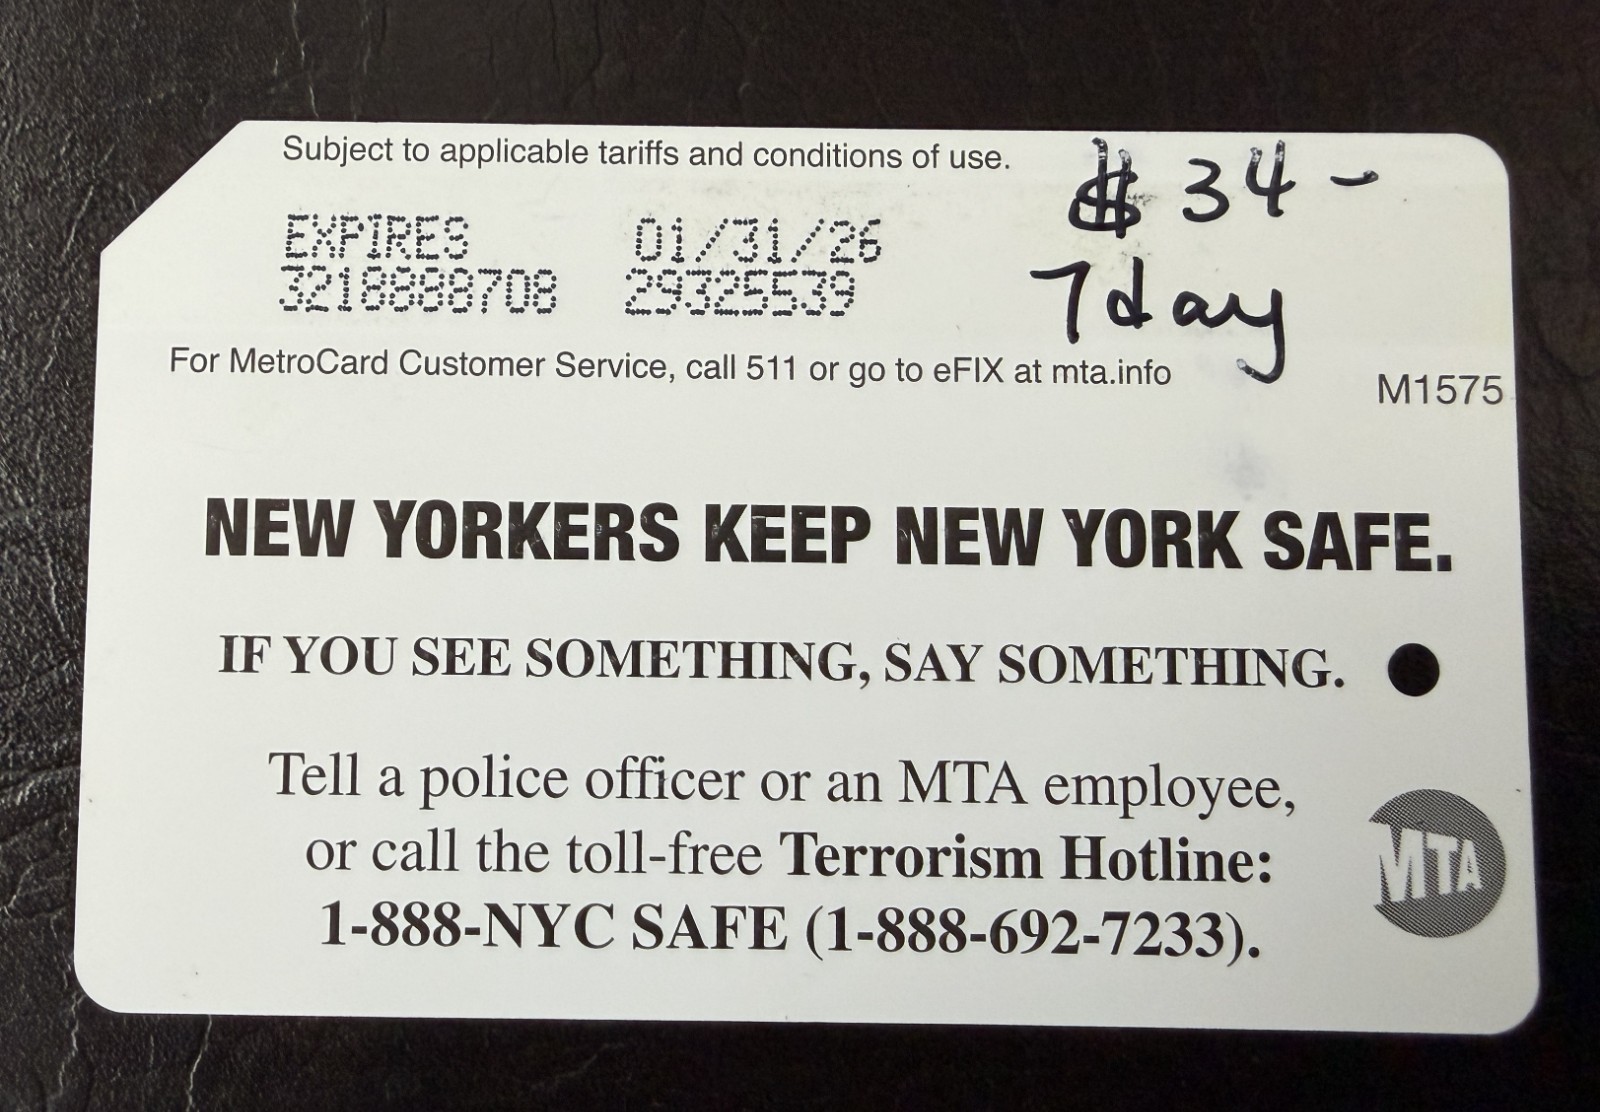 Subject to applicable tariffs and conditions of use.
$ 34 -
EXPIRES 01/31/26
3218888708 29325539
7 day
For MetroCard Customer Service, call 511 or go to eFIX at mta.info
M1575
NEW YORKERS KEEP NEW YORK SAFE.
IF YOU SEE SOMETHING, SAY SOMETHING.
Tell a police officer or an MTA employee,
or call the toll-free Terrorism Hotline:
1-888-NYC SAFE (1-888-692-7233).
MTA